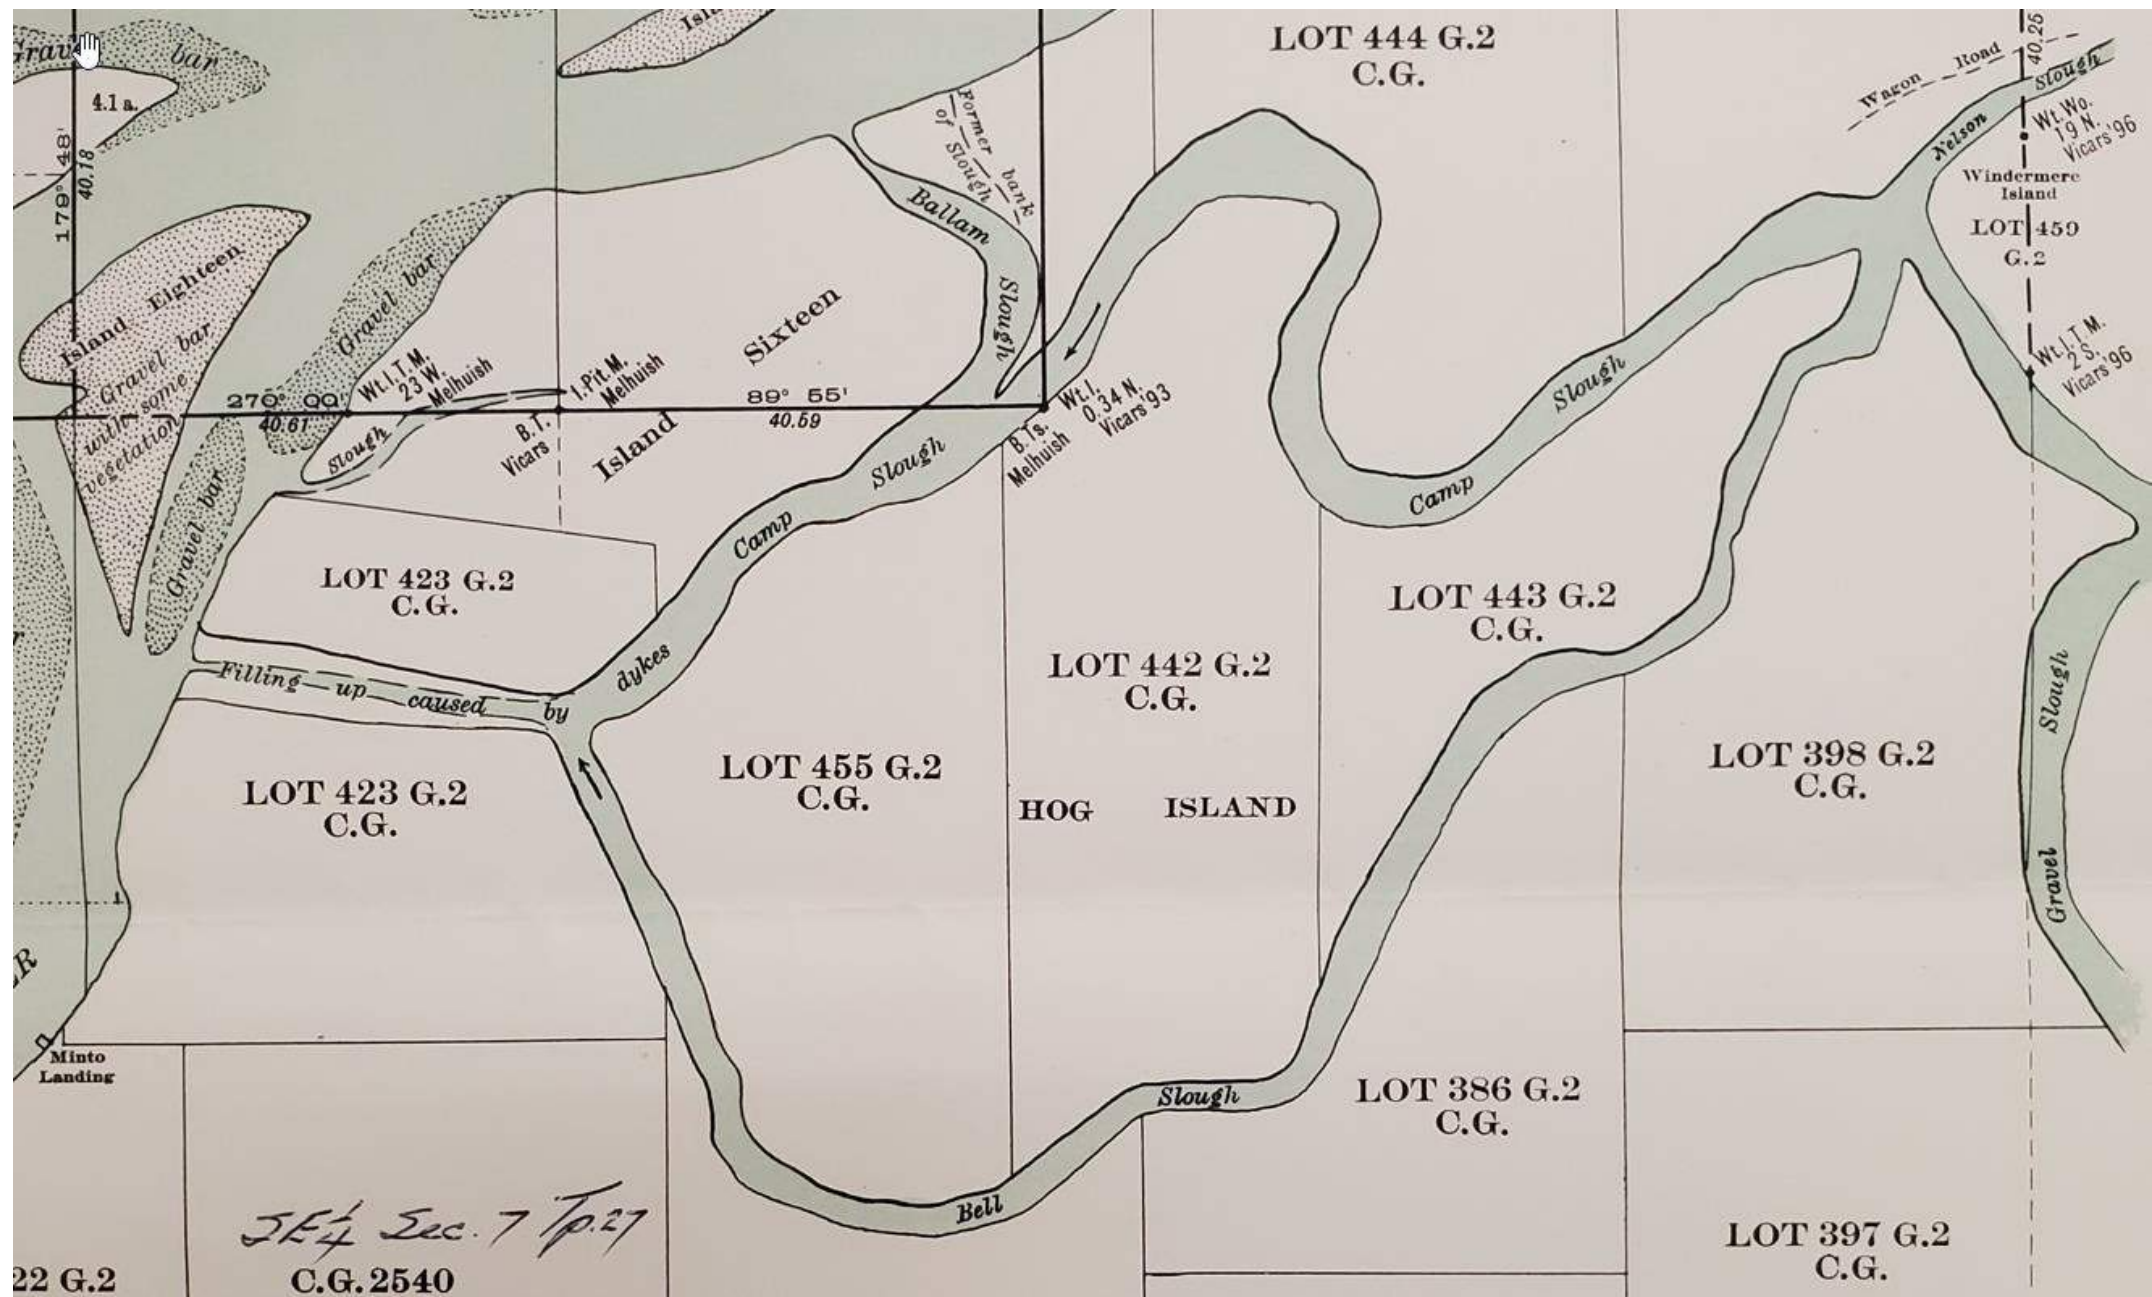 Gravel bar
4.1 a.
179° 48'
40.18
Island Eighteen
Gravel bar
with some
vegetation
Gravel bar
Gravel bar
270° 00'
40.61
Wt.I.T.M.
23 W.
Melhuish
Slough
B.T.
Vicars
1-Pit.M.
Melhuish
Island
Sixteen
89° 55'
40.59
Former bank
of Slough
Ballam
Slough
B.Ts.
Melhuish
Wt.I.
0.34 N.
Vicars '93
LOT 444 G.2
C.G.
Wagon Road
40.25
Nelson
Slough
Wt.Wo.
19 N.
Vicars '96
Windermere
Island
LOT 459
G.2
Wt.I.T.M.
2 S.
Vicars '96
Camp
Slough
Camp
Slough
LOT 423 G.2
C.G.
Filling up caused by dykes
LOT 443 G.2
C.G.
LOT 442 G.2
C.G.
LOT 455 G.2
C.G.
LOT 423 G.2
C.G.
HOG ISLAND
LOT 398 G.2
C.G.
Slough
Gravel
Minto
Landing
Slough
Bell
LOT 386 G.2
C.G.
SE 1/4 Sec. 7 Tp. 27
C.G. 2540
22 G.2
LOT 397 G.2
C.G.